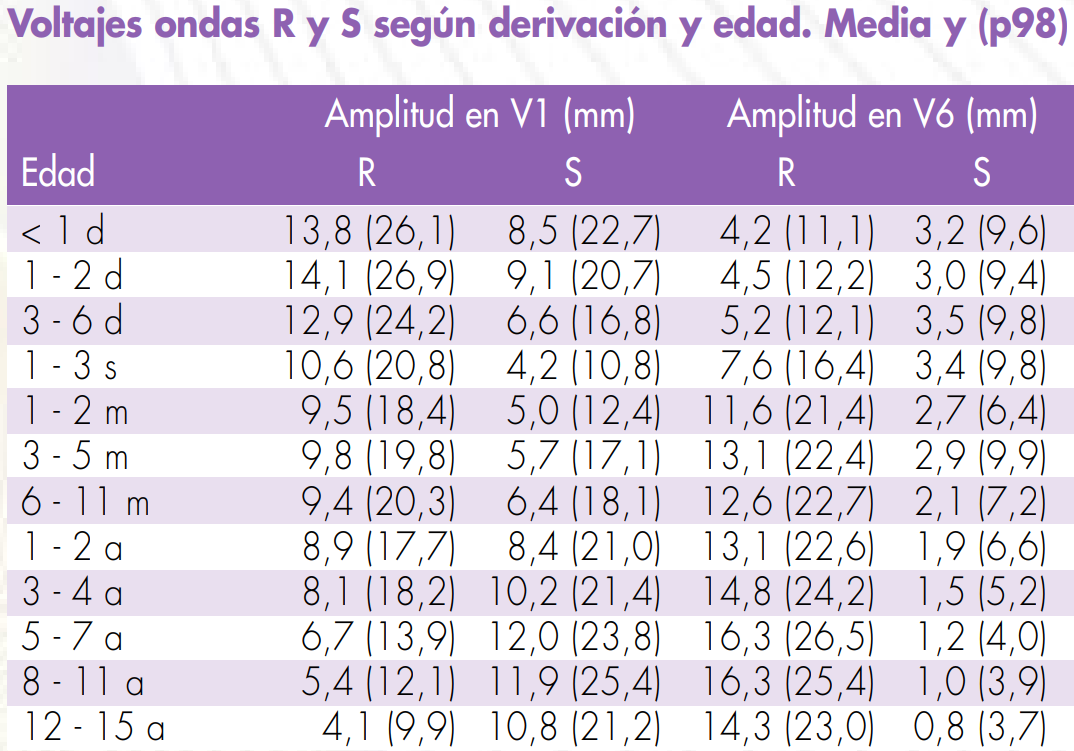 Voltajes ondas R y S según derivación y edad. Media y (p98)
Amplitud en V1 (mm) Amplitud en V6 (mm)
Edad R S R S
< 1 d 13,8 (26,1) 8,5 (22,7) 4,2 (11,1) 3,2 (9,6)
1 - 2 d 14,1 (26,9) 9,1 (20,7) 4,5 (12,2) 3,0 (9,4)
3 - 6 d 12,9 (24,2) 6,6 (16,8) 5,2 (12,1) 3,5 (9,8)
1 - 3 s 10,6 (20,8) 4,2 (10,8) 7,6 (16,4) 3,4 (9,8)
1 - 2 m 9,5 (18,4) 5,0 (12,4) 11,6 (21,4) 2,7 (6,4)
3 - 5 m 9,8 (19,8) 5,7 (17,1) 13,1 (22,4) 2,9 (9,9)
6 - 11 m 9,4 (20,3) 6,4 (18,1) 12,6 (22,7) 2,1 (7,2)
1 - 2 a 8,9 (17,7) 8,4 (21,0) 13,1 (22,6) 1,9 (6,6)
3 - 4 a 8,1 (18,2) 10,2 (21,4) 14,8 (24,2) 1,5 (5,2)
5 - 7 a 6,7 (13,9) 12,0 (23,8) 16,3 (26,5) 1,2 (4,0)
8 - 11 a 5,4 (12,1) 11,9 (25,4) 16,3 (25,4) 1,0 (3,9)
12 - 15 a 4,1 (9,9) 10,8 (21,2) 14,3 (23,0) 0,8 (3,7)